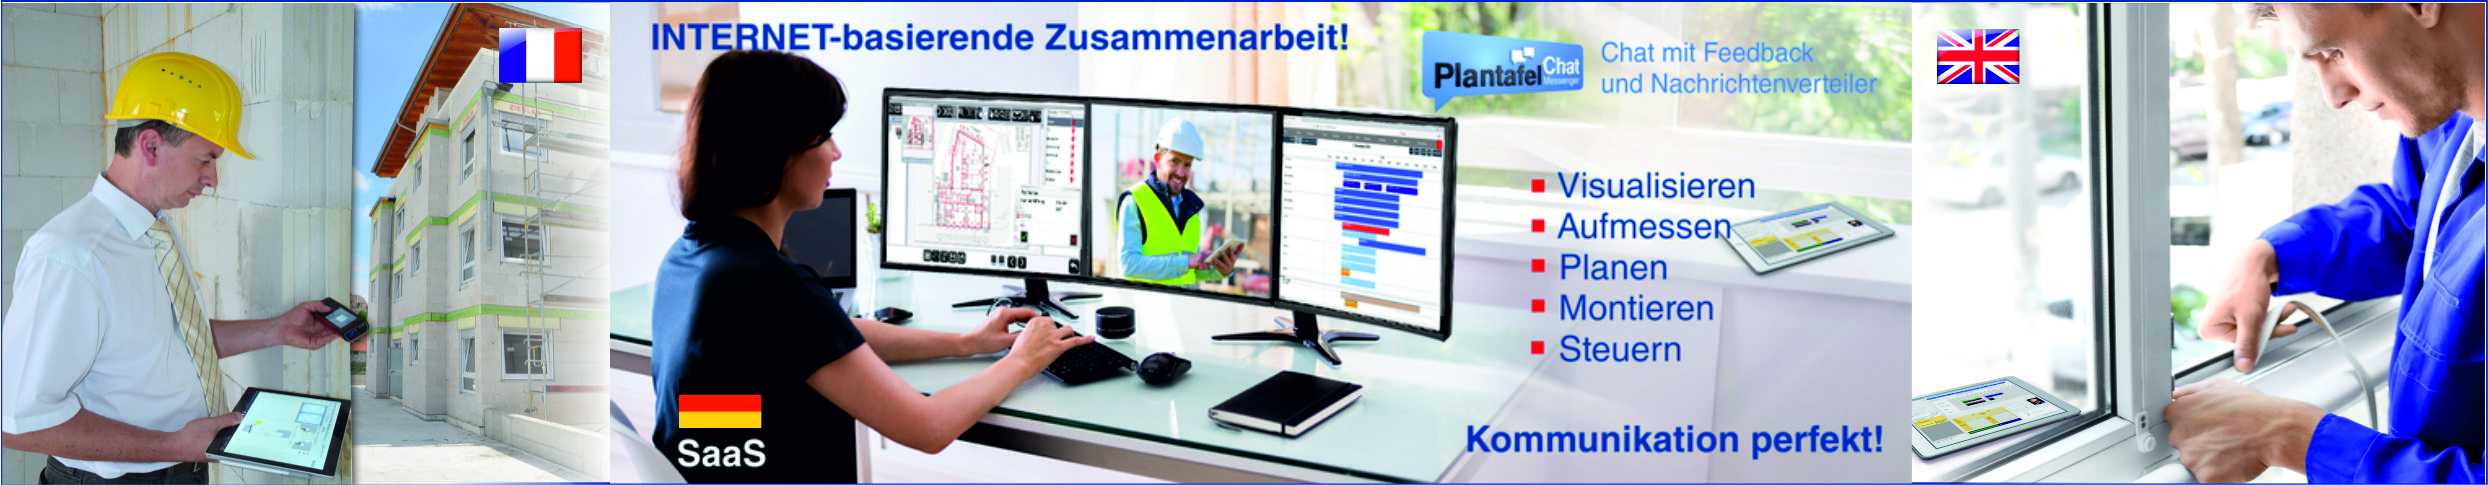 INTERNET-basierende Zusammenarbeit!
Plantafel Chat
Messenger
Chat mit Feedback
und Nachrichtenverteiler
Visualisieren
Aufmessen
Planen
Montieren
Steuern
SaaS
Kommunikation perfekt!